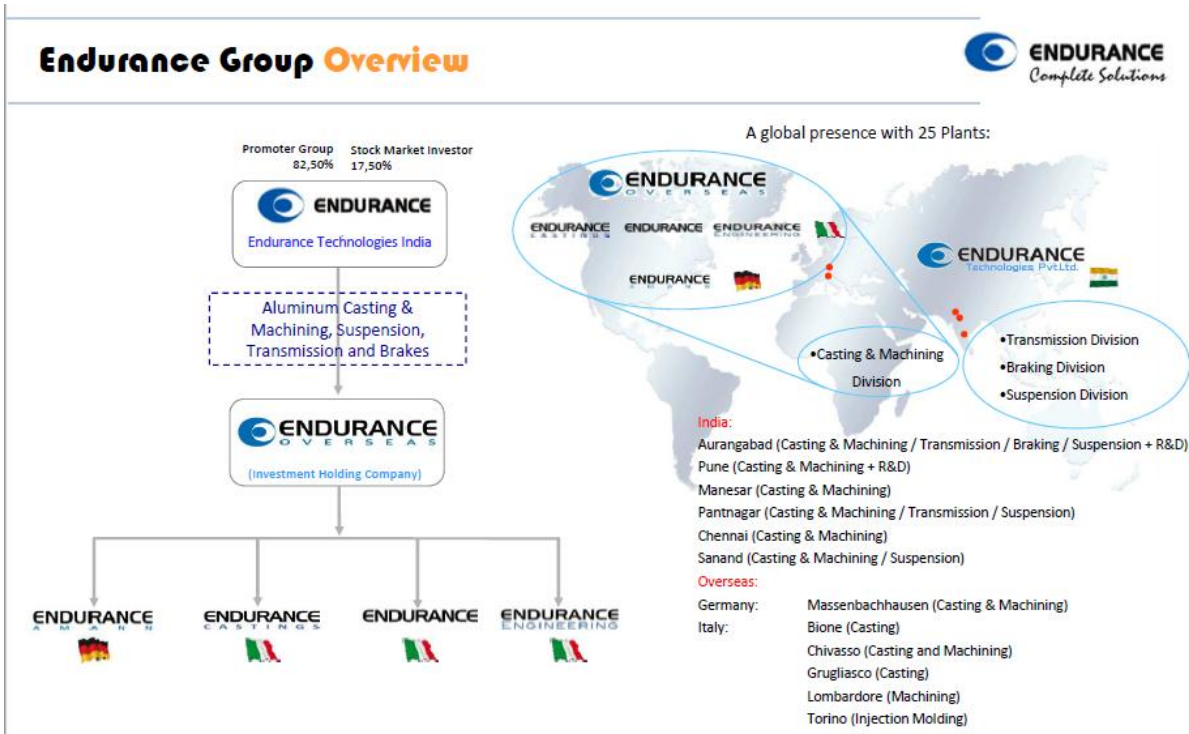 Endurance Group Overview
ENDURANCE
Complete Solutions
Promoter Group
82,50%
Stock Market Investor
17,50%
ENDURANCE
Endurance Technologies India
Aluminum Casting &
Machining, Suspension,
Transmission and Brakes
ENDURANCE
OVERSEAS
(Investment Holding Company)
ENDURANCE
AMANN
ENDURANCE
CASTINGS
ENDURANCE
ENDURANCE
ENGINEERING
A global presence with 25 Plants:
ENDURANCE
OVERSEAS
ENDURANCE
CASTINGS
ENDURANCE
ENDURANCE
ENGINEERING
ENDURANCE
AMANN
ENDURANCE
Technologies Pvt.Ltd.
•Casting & Machining
Division
•Transmission Division
•Braking Division
•Suspension Division
India:
Aurangabad (Casting & Machining / Transmission / Braking / Suspension + R&D)
Pune (Casting & Machining + R&D)
Manesar (Casting & Machining)
Pantnagar (Casting & Machining / Transmission / Suspension)
Chennai (Casting & Machining)
Sanand (Casting & Machining / Suspension)
Overseas:
Germany: Massenbachhausen (Casting & Machining)
Italy: Bione (Casting)
Chivasso (Casting and Machining)
Grugliasco (Casting)
Lombardore (Machining)
Torino (Injection Molding)